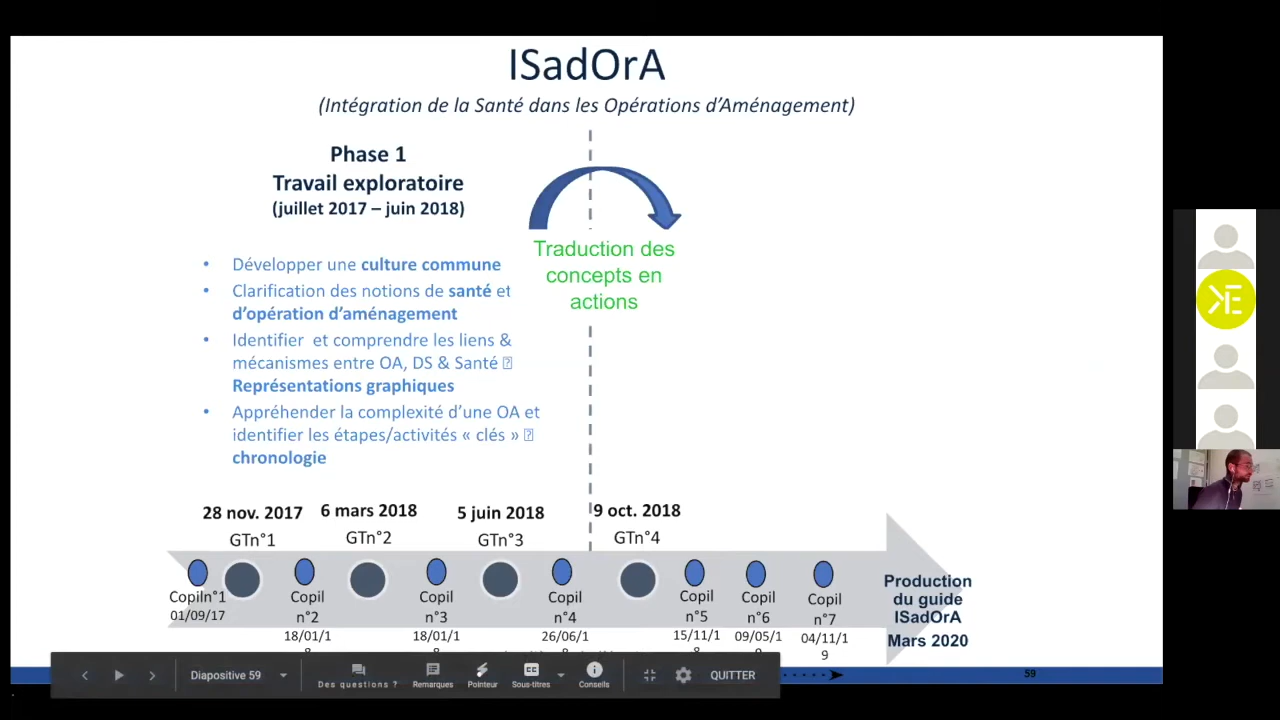 ISadOrA
(Intégration de la Santé dans les Opérations d'Aménagement)
Phase 1
Travail exploratoire
(juillet 2017 – juin 2018)
• Développer une culture commune
• Clarification des notions de santé et
d'opération d'aménagement
• Identifier et comprendre les liens &
mécanismes entre OA, DS & Santé
Représentations graphiques
• Appréhender la complexité d'une OA et
identifier les étapes/activités « clés »
chronologie
Traduction des
concepts en
actions
28 nov. 2017
GTn°1
6 mars 2018
GTn°2
5 juin 2018
GTn°3
9 oct. 2018
GTn°4
Copiln°1
01/09/17
Copil
n°2
18/01/1
8
Copil
n°3
18/01/1
8
Copil
n°4
26/06/1
8
Copil
n°5
15/11/1
8
Copil
n°6
09/05/19
Copil
n°7
04/11/1
9
Production
du guide
ISadOrA
Mars 2020
59
Diapositive 59
Des questions ?
Remarques
Pointeur
CC
Sous-titres
Conseils
QUITTER